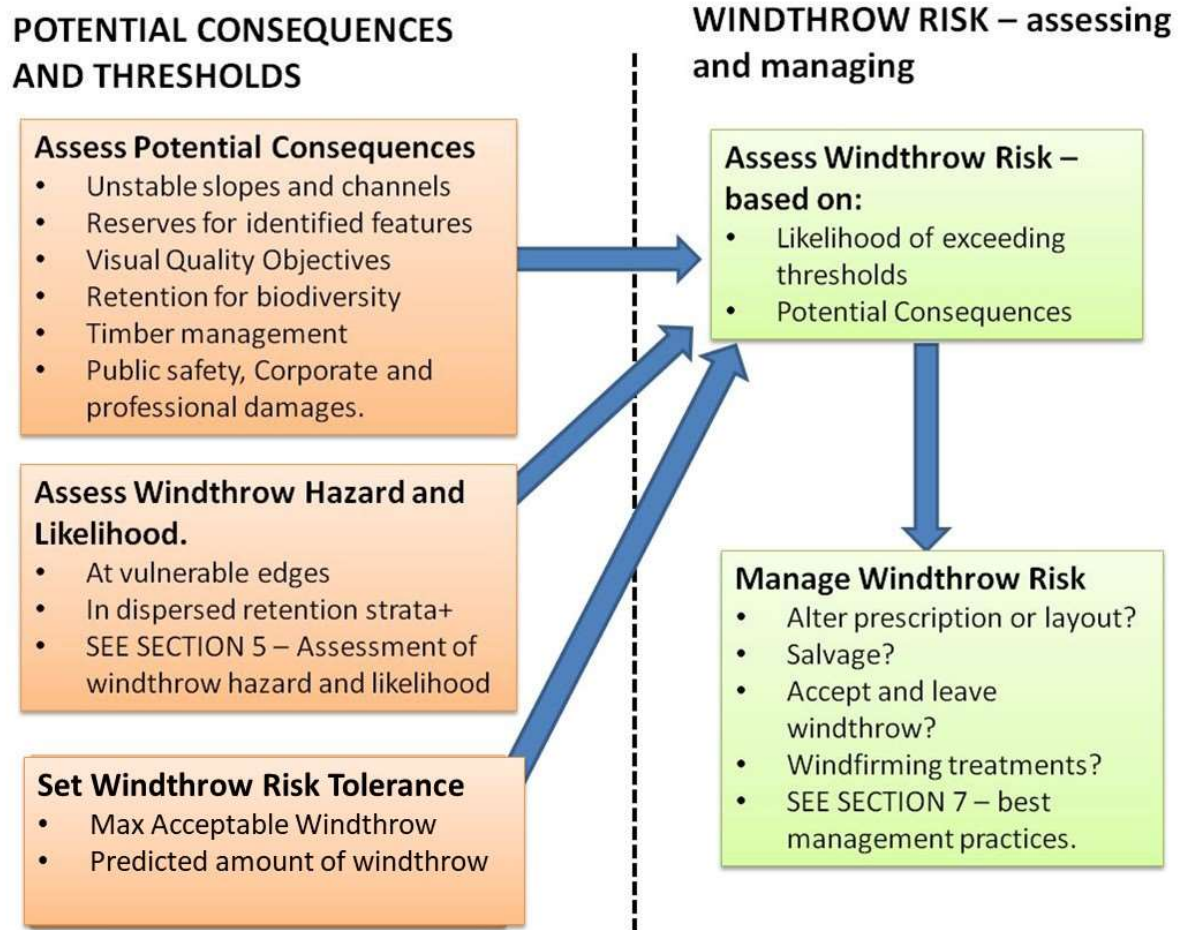 POTENTIAL CONSEQUENCES
AND THRESHOLDS
Assess Potential Consequences
• Unstable slopes and channels
• Reserves for identified features
• Visual Quality Objectives
• Retention for biodiversity
• Timber management
• Public safety, Corporate and
professional damages.
Assess Windthrow Hazard and
Likelihood.
• At vulnerable edges
• In dispersed retention strata+
• SEE SECTION 5 – Assessment of
windthrow hazard and likelihood
Set Windthrow Risk Tolerance
• Max Acceptable Windthrow
• Predicted amount of windthrow
WINDTHROW RISK – assessing
and managing
Assess Windthrow Risk –
based on:
• Likelihood of exceeding
thresholds
• Potential Consequences
Manage Windthrow Risk
• Alter prescription or layout?
• Salvage?
• Accept and leave
windthrow?
• Windfirming treatments?
• SEE SECTION 7 – best
management practices.